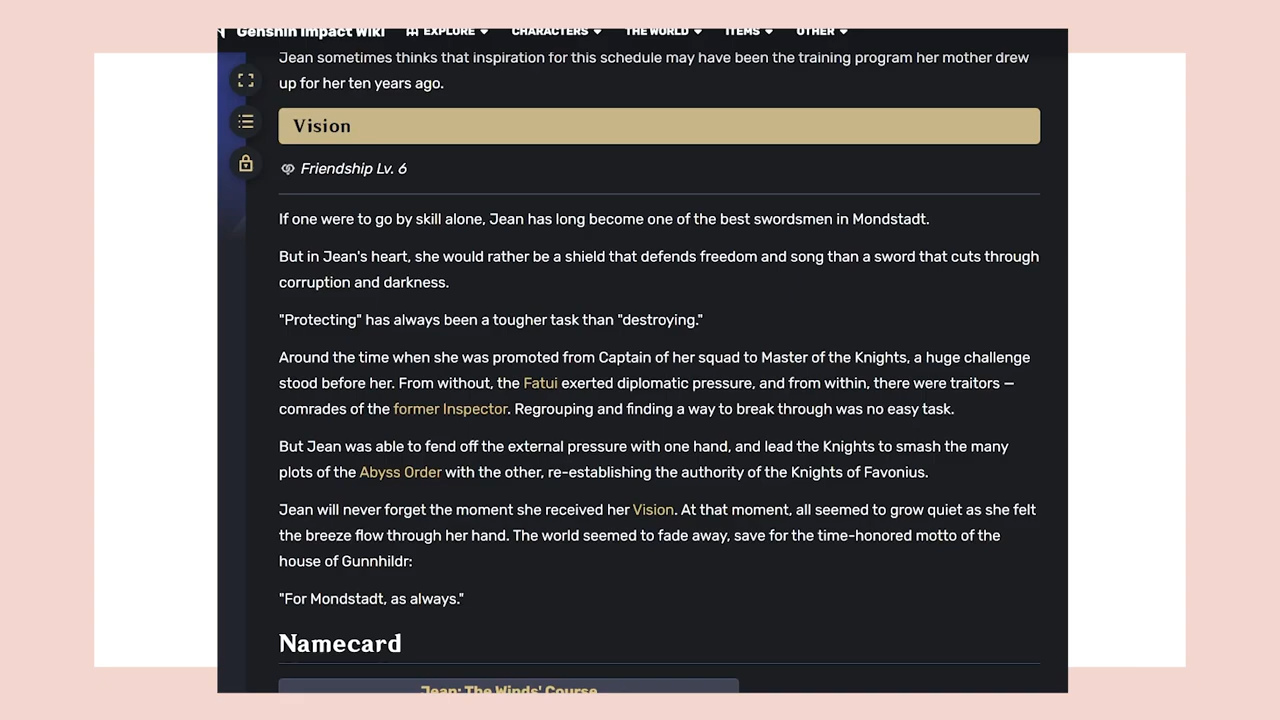 Genshin Impact Wiki EXPLORE CHARACTERS THE WORLD ITEMS OTHER
Jean sometimes thinks that inspiration for this schedule may have been the training program her mother drew
up for her ten years ago.
Vision
Friendship Lv. 6
If one were to go by skill alone, Jean has long become one of the best swordsmen in Mondstadt.
But in Jean's heart, she would rather be a shield that defends freedom and song than a sword that cuts through
corruption and darkness.
"Protecting" has always been a tougher task than "destroying."
Around the time when she was promoted from Captain of her squad to Master of the Knights, a huge challenge
stood before her. From without, the Fatui exerted diplomatic pressure, and from within, there were traitors —
comrades of the former Inspector. Regrouping and finding a way to break through was no easy task.
But Jean was able to fend off the external pressure with one hand, and lead the Knights to smash the many
plots of the Abyss Order with the other, re-establishing the authority of the Knights of Favonius.
Jean will never forget the moment she received her Vision. At that moment, all seemed to grow quiet as she felt
the breeze flow through her hand. The world seemed to fade away, save for the time-honored motto of the
house of Gunnhildr:
"For Mondstadt, as always."
Namecard
Jean: The Winds' Course